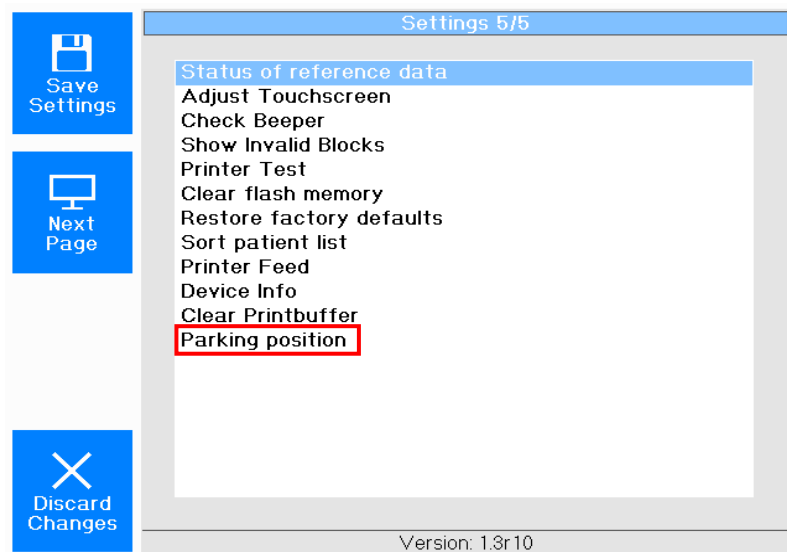 Settings 5/5
Save
Settings
Next
Page
Discard
Changes
Status of reference data
Adjust Touchscreen
Check Beeper
Show Invalid Blocks
Printer Test
Clear flash memory
Restore factory defaults
Sort patient list
Printer Feed
Device Info
Clear Printbuffer
Parking position
Version: 1.3r10